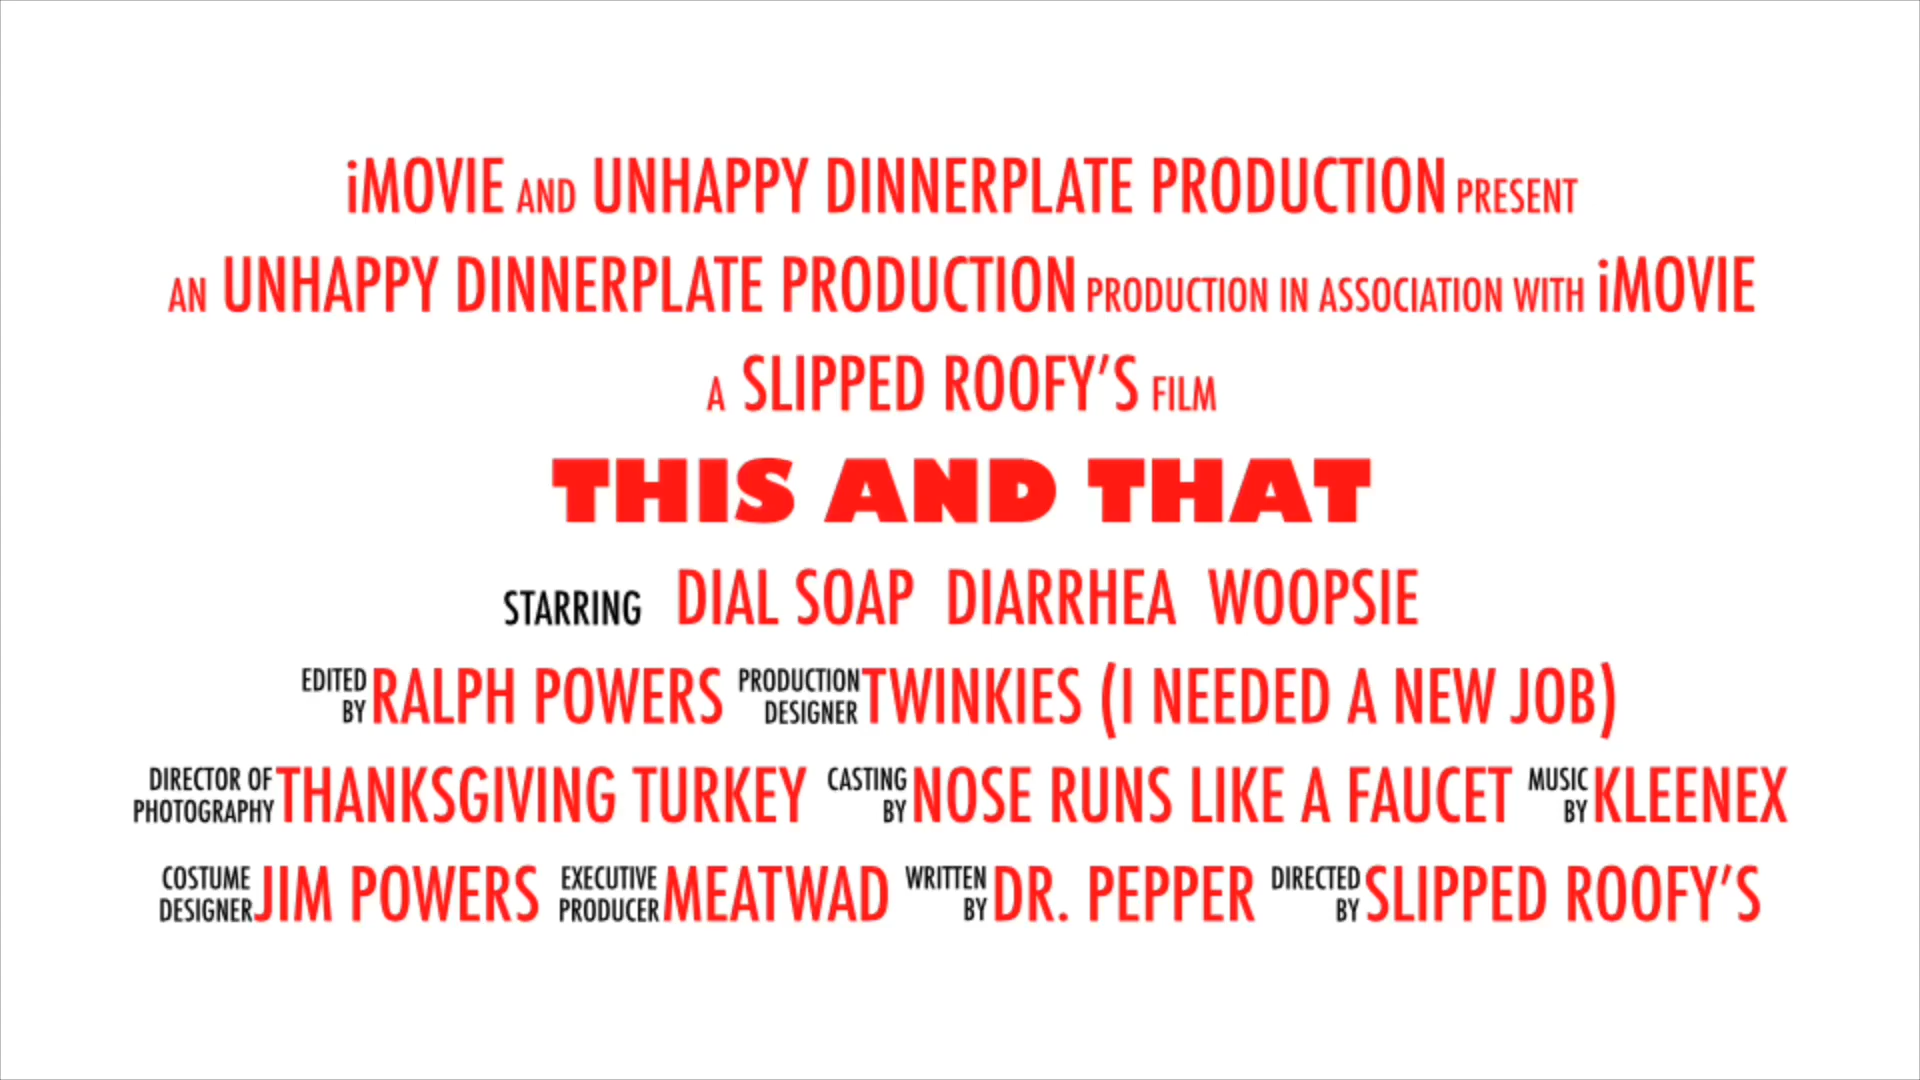 iMOVIE AND UNHAPPY DINNERPLATE PRODUCTION PRESENT
AN UNHAPPY DINNERPLATE PRODUCTION PRODUCTION IN ASSOCIATION WITH iMOVIE
A SLIPPED ROOFY'S FILM
THIS AND THAT
STARRING DIAL SOAP DIARRHEA WOOPSIE
EDITED BY RALPH POWERS PRODUCTION DESIGNER TWINKIES (I NEEDED A NEW JOB)
DIRECTOR OF PHOTOGRAPHY THANKSGIVING TURKEY CASTING BY NOSE RUNS LIKE A FAUCET MUSIC BY KLEENEX
COSTUME DESIGNER JIM POWERS EXECUTIVE PRODUCER MEATWAD WRITTEN BY DR. PEPPER DIRECTED BY SLIPPED ROOFY'S